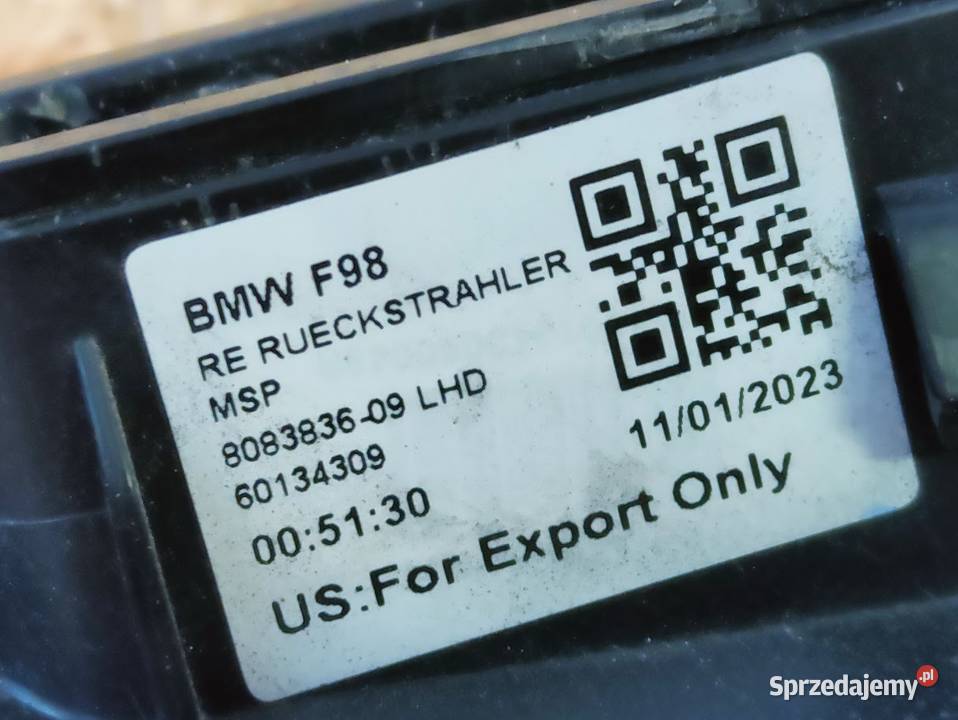 BMW F98
RE RUECKSTRAHLER
MSP
8083836-09 LHD
60134309
11/01/2023
00:51:30
US:For Export Only
Sprzedajemy.pl